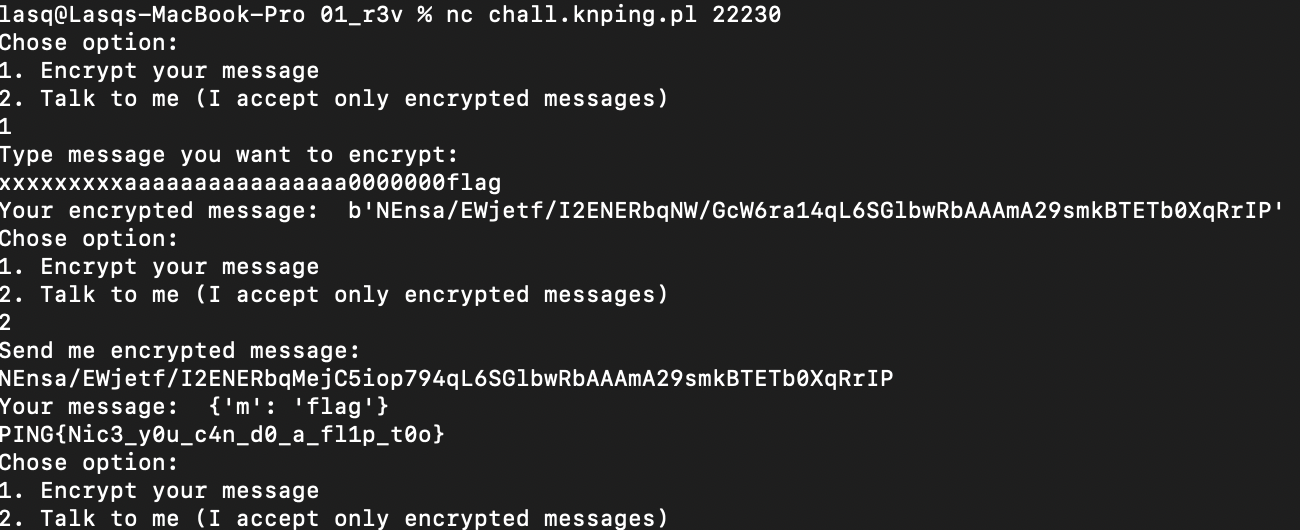 lasq@Lasqs-MacBook-Pro 01_r3v % nc chall.knping.pl 22230
Chose option:
1. Encrypt your message
2. Talk to me (I accept only encrypted messages)
1
Type message you want to encrypt:
xxxxxxxxxaaaaaaaaaaaaaaaa0000000flag
Your encrypted message:  b'NEnsa/EWjetf/I2ENERbqNW/GcW6ra14qL6SGlbwRbAAAmA29smkBTETb0XqRrIP'
Chose option:
1. Encrypt your message
2. Talk to me (I accept only encrypted messages)
2
Send me encrypted message:
NEnsa/EWjetf/I2ENERbqMejC5iop794qL6SGlbwRbAAAmA29smkBTETb0XqRrIP
Your message:  {'m': 'flag'}
PING{Nic3_y0u_c4n_d0_a_fl1p_t0o}
Chose option:
1. Encrypt your message
2. Talk to me (I accept only encrypted messages)